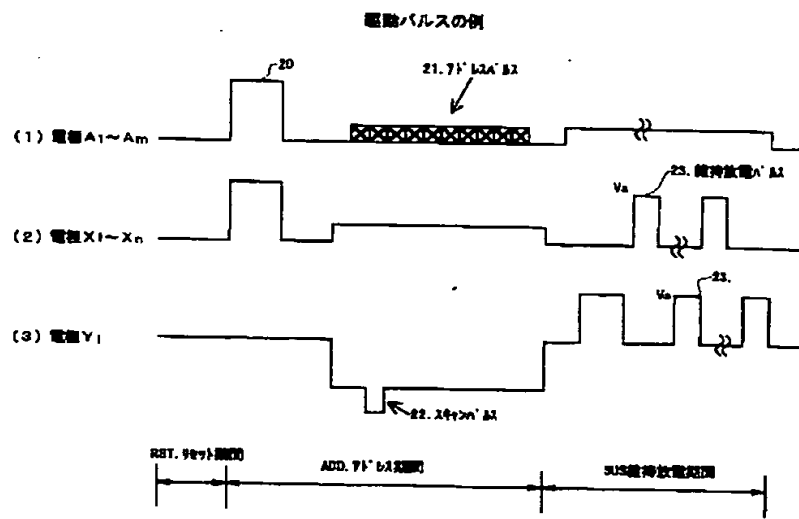 駆動パルスの例
20
21.アドレスパルス
(1) 電極A1〜Am
23.維持放電パルス
Va
(2) 電極X1〜Xn
23.
Va
(3) 電極Y1
22.スキャンパルス
RST.リセット期間
ADD.アドレス期間
SUS維持放電期間